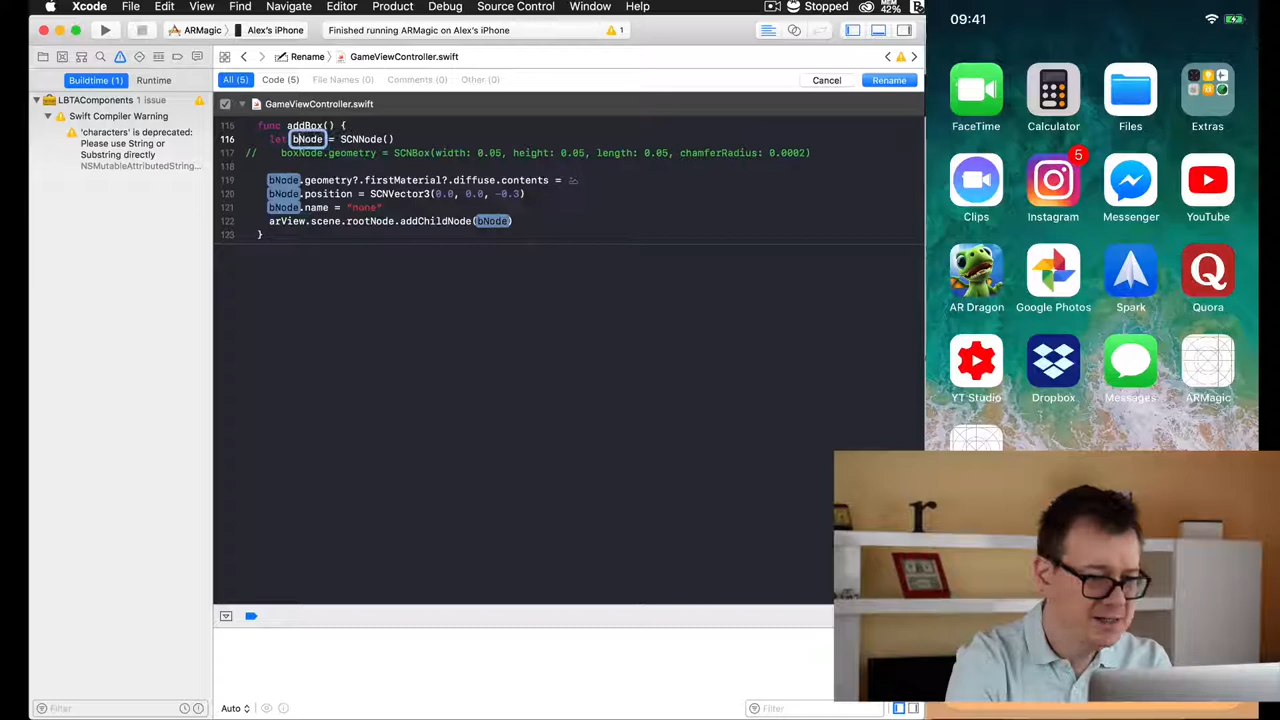 Xcode File Edit View Find Navigate Editor Product Debug Source Control Window Help Stopped MEM 42%
ARMagic Alex's iPhone Finished running ARMagic on Alex's iPhone 1
Rename GameViewController.swift
Buildtime (1) Runtime All (5) Code (5) File Names (0) Comments (0) Other (0) Cancel Rename
LBTAComponents 1 issue
Swift Compiler Warning
'characters' is deprecated:
Please use String or
Substring directly
NSMutableAttributedString...
GameViewController.swift
115 func addBox() {
116 let bNode = SCNNode()
117 // boxNode.geometry = SCNBox(width: 0.05, height: 0.05, length: 0.05, chamferRadius: 0.0002)
118
119 bNode.geometry?.firstMaterial?.diffuse.contents =
120 bNode.position = SCNVector3(0.0, 0.0, -0.3)
121 bNode.name = "none"
122 arView.scene.rootNode.addChildNode(bNode)
123 }
Filter
Auto
Filter
09:41
FaceTime Calculator Files Extras
5
Clips Instagram Messenger YouTube
AR Dragon Google Photos Spark Quora
YT Studio Dropbox Messages ARMagic
r